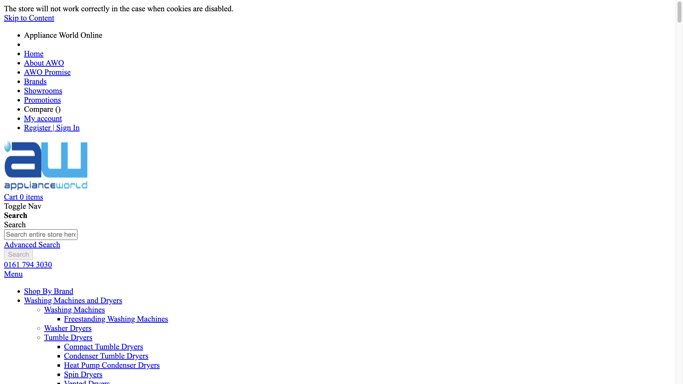 The store will not work correctly in the case when cookies are disabled.
Skip to Content
Appliance World Online
Home
About AWO
AWO Promise
Brands
Showrooms
Promotions
Compare ()
My account
Register | Sign In
aw
applianceworld
Cart 0 items
Toggle Nav
Search
Search
Search entire store here
Advanced Search
Search
0161 794 3030
Menu
Shop By Brand
Washing Machines and Dryers
Washing Machines
Freestanding Washing Machines
Washer Dryers
Tumble Dryers
Compact Tumble Dryers
Condenser Tumble Dryers
Heat Pump Condenser Dryers
Spin Dryers
Vented Dryers